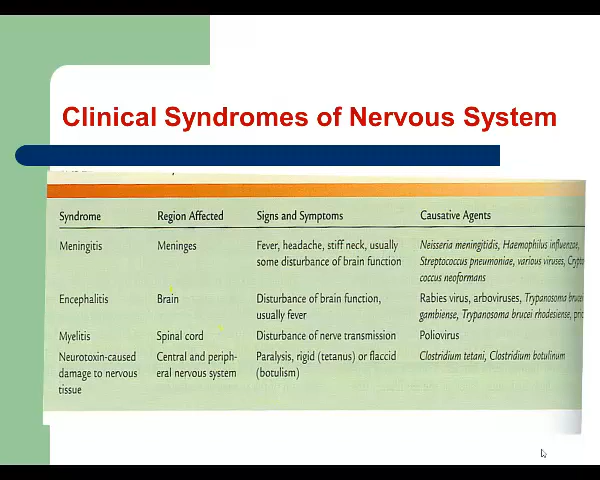 Clinical Syndromes of Nervous System
Syndrome Region Affected Signs and Symptoms Causative Agents
Meningitis Meninges Fever, headache, stiff neck, usually Neisseria meningitidis, Haemophilus influenzae,
some disturbance of brain function Streptococcus pneumoniae, various viruses, Crypto
coccus neoformans
Encephalitis Brain Disturbance of brain function, Rabies virus, arboviruses, Trypanosoma brucei
usually fever gambiense, Trypanosoma brucei rhodesiense, prio
Myelitis Spinal cord Disturbance of nerve transmission Poliovirus
Neurotoxin-caused Central and periph- Paralysis, rigid (tetanus) or flaccid Clostridium tetani, Clostridium botulinum
damage to nervous eral nervous system (botulism)
tissue